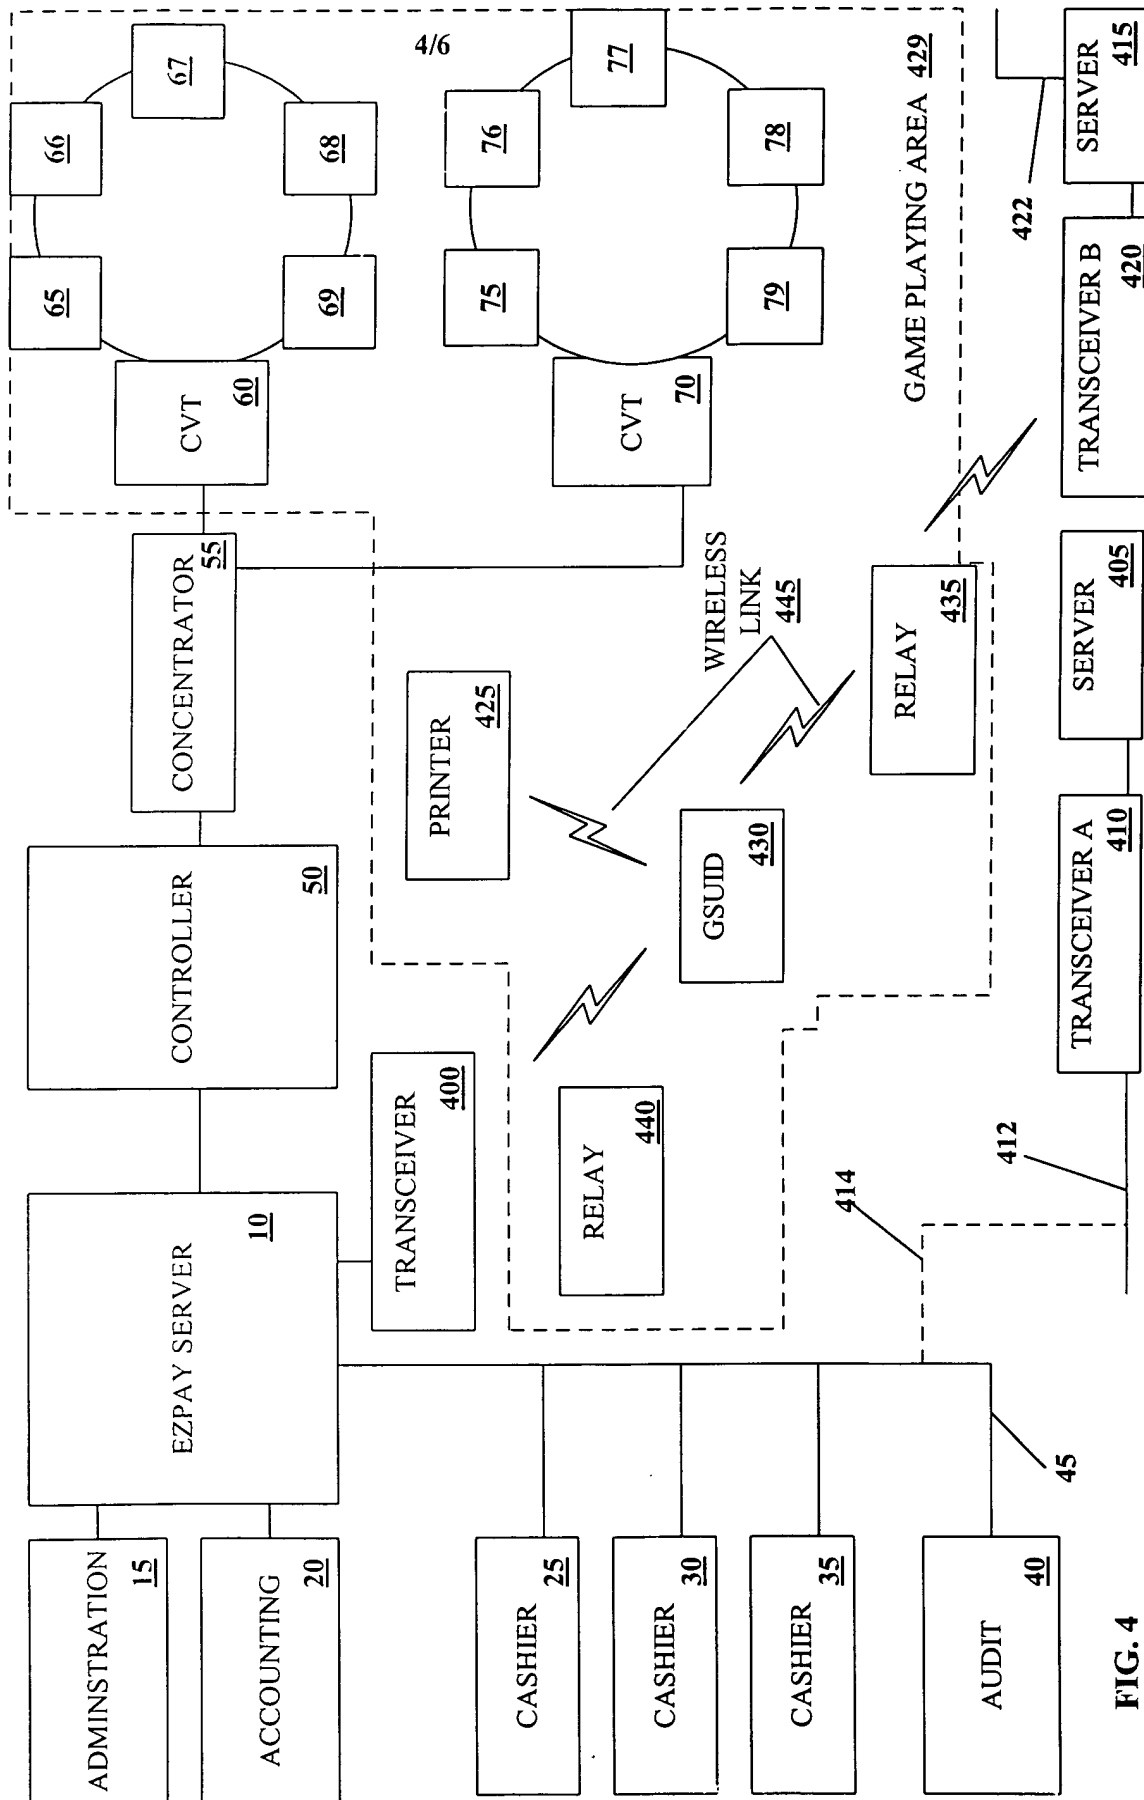 4/6
ADMINSTRATION
15
ACCOUNTING
20
EZPAY SERVER
10
CONTROLLER
50
CONCENTRATOR
55
CVT
60
65
66
67
68
69
CASHIER
25
CASHIER
30
CASHIER
35
AUDIT
40
45
TRANSCEIVER
400
RELAY
440
PRINTER
425
GSUID
430
WIRELESS
LINK
445
RELAY
435
CVT
70
75
76
77
78
79
GAME PLAYING AREA 429
414
412
TRANSCEIVER A
410
SERVER
405
TRANSCEIVER B
420
SERVER
415
422
FIG. 4